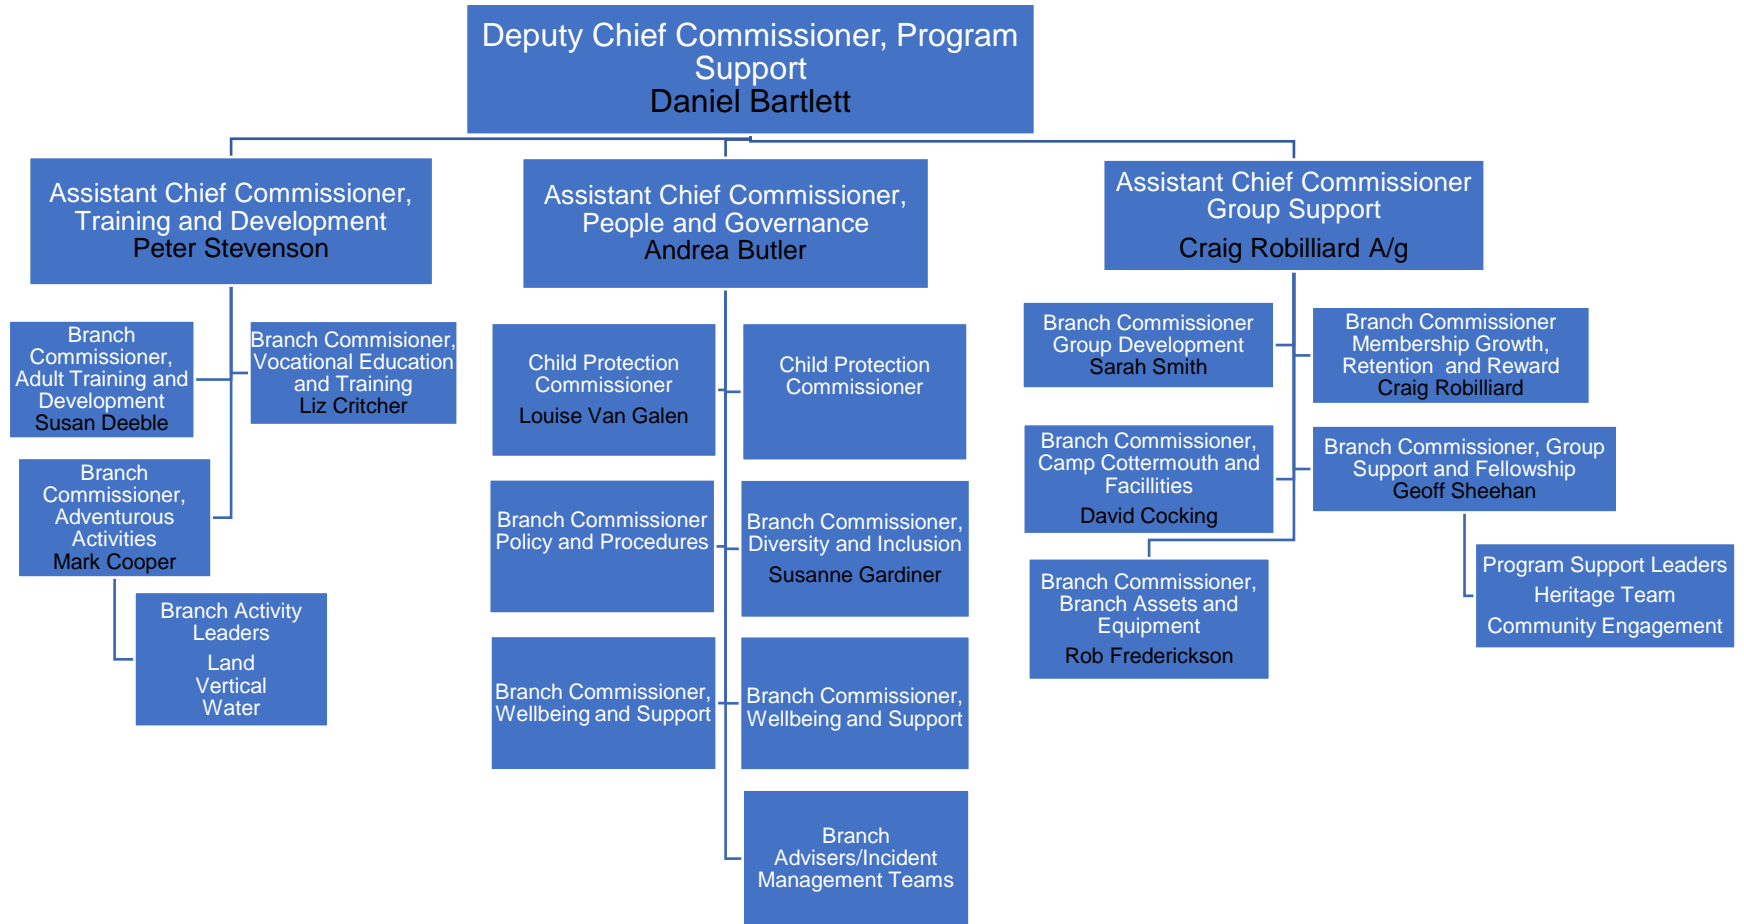 Deputy Chief Commissioner, Program
Support
Daniel Bartlett
Assistant Chief Commissioner,
Training and Development
Peter Stevenson
Assistant Chief Commissioner,
People and Governance
Andrea Butler
Assistant Chief Commissioner
Group Support
Craig Robilliard A/g
Branch
Commissioner,
Adult Training and
Development
Susan Deeble
Branch Commisioner,
Vocational Education
and Training
Liz Critcher
Branch
Commissioner,
Adventurous
Activities
Mark Cooper
Branch Activity
Leaders
Land
Vertical
Water
Child Protection
Commissioner
Louise Van Galen
Child Protection
Commissioner
Branch Commissioner
Policy and Procedures
Branch Commissioner,
Diversity and Inclusion
Susanne Gardiner
Branch Commissioner,
Wellbeing and Support
Branch Commissioner,
Wellbeing and Support
Branch
Advisers/Incident
Management Teams
Branch Commissioner
Group Development
Sarah Smith
Branch Commissioner
Membership Growth,
Retention and Reward
Craig Robilliard
Branch Commissioner,
Camp Cottermouth and
Facillities
David Cocking
Branch Commissioner, Group
Support and Fellowship
Geoff Sheehan
Branch Commissioner,
Branch Assets and
Equipment
Rob Frederickson
Program Support Leaders
Heritage Team
Community Engagement